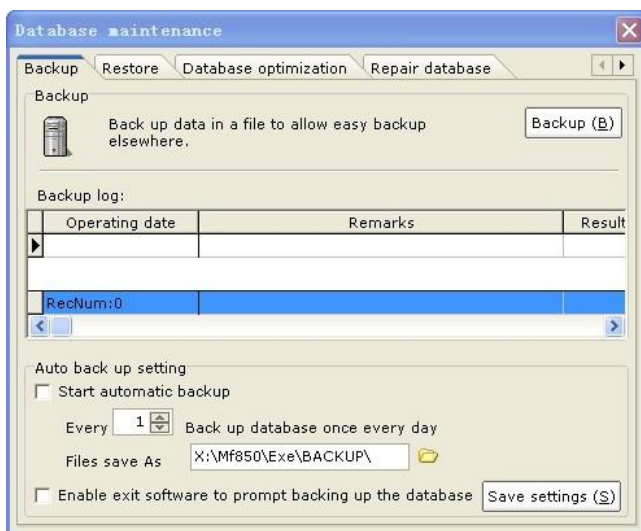 Database maintenance
Backup Restore Database optimization Repair database
Backup
Back up data in a file to allow easy backup
elsewhere.
Backup (B)
Backup log:
Operating date Remarks Result
RecNum:0
Auto back up setting
Start automatic backup
Every 1 Back up database once every day
Files save As X:\Mf850\Exe\BACKUP\
Enable exit software to prompt backing up the database Save settings (S)